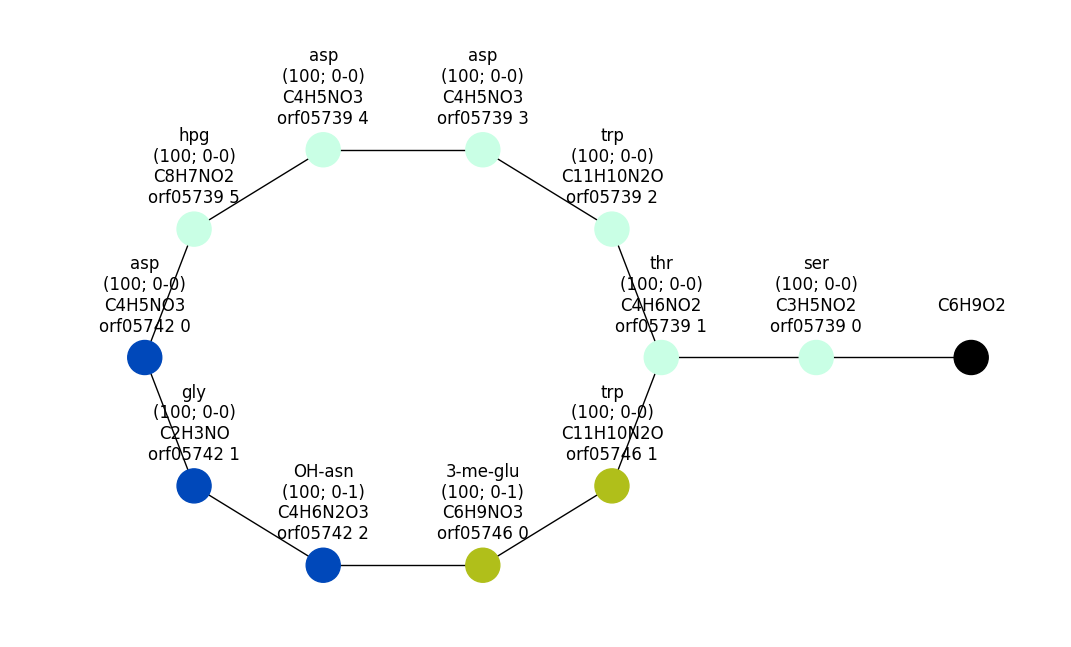 asp
(100; 0-0)
C4H5NO3
orf05739 4
asp
(100; 0-0)
C4H5NO3
orf05739 3
hpg
(100; 0-0)
C8H7NO2
orf05739 5
trp
(100; 0-0)
C11H10N2O
orf05739 2
asp
(100; 0-0)
C4H5NO3
orf05742 0
thr
(100; 0-0)
C4H6NO2
orf05739 1
ser
(100; 0-0)
C3H5NO2
orf05739 0
C6H9O2
gly
(100; 0-0)
C2H3NO
orf05742 1
trp
(100; 0-0)
C11H10N2O
orf05746 1
OH-asn
(100; 0-1)
C4H6N2O3
orf05742 2
3-me-glu
(100; 0-1)
C6H9NO3
orf05746 0